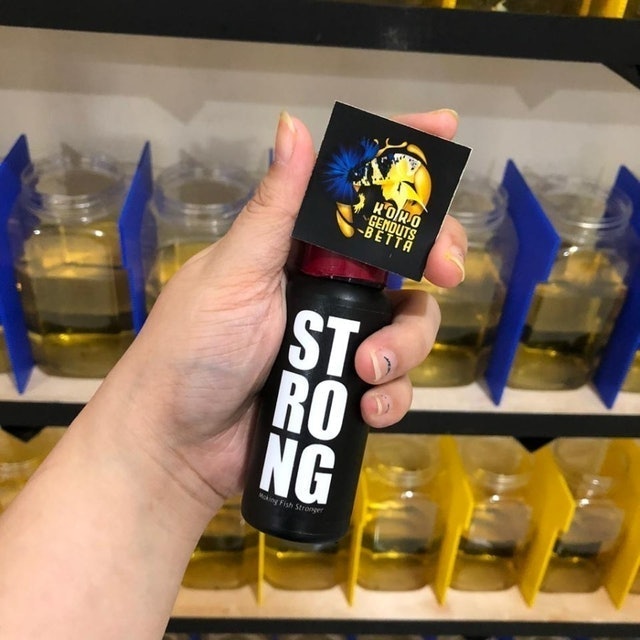 KOKO
GENDUTS
BETTA
ST
RO
NG
Making Fish Stronger